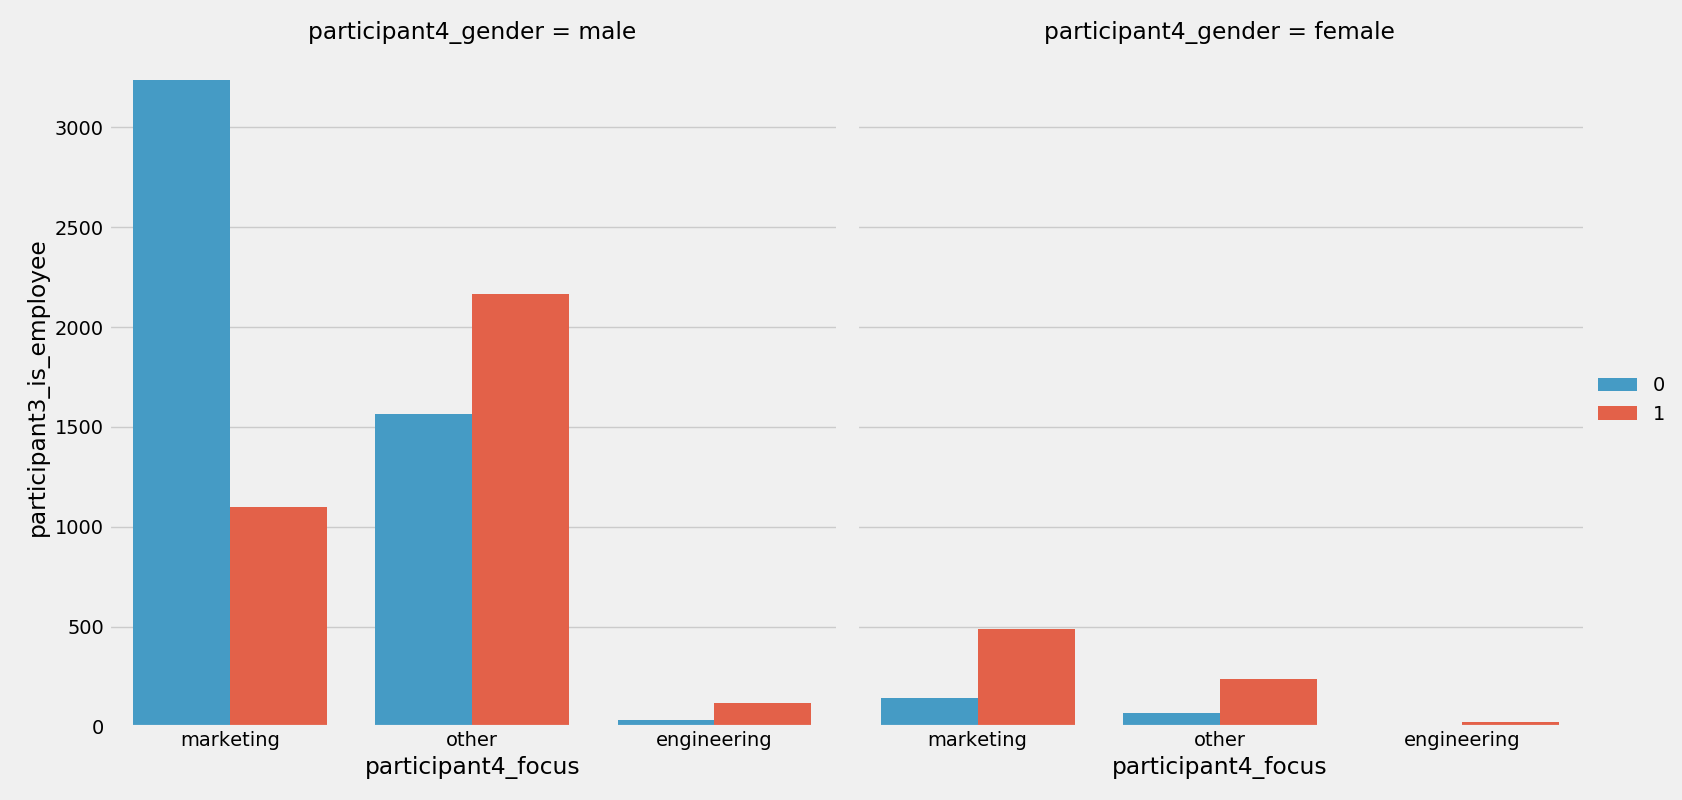 participant4_gender = male
participant4_gender = female
participant3_is_employee
3000
2500
2000
1500
1000
500
0
marketing other engineering
participant4_focus
marketing other engineering
participant4_focus
0
1